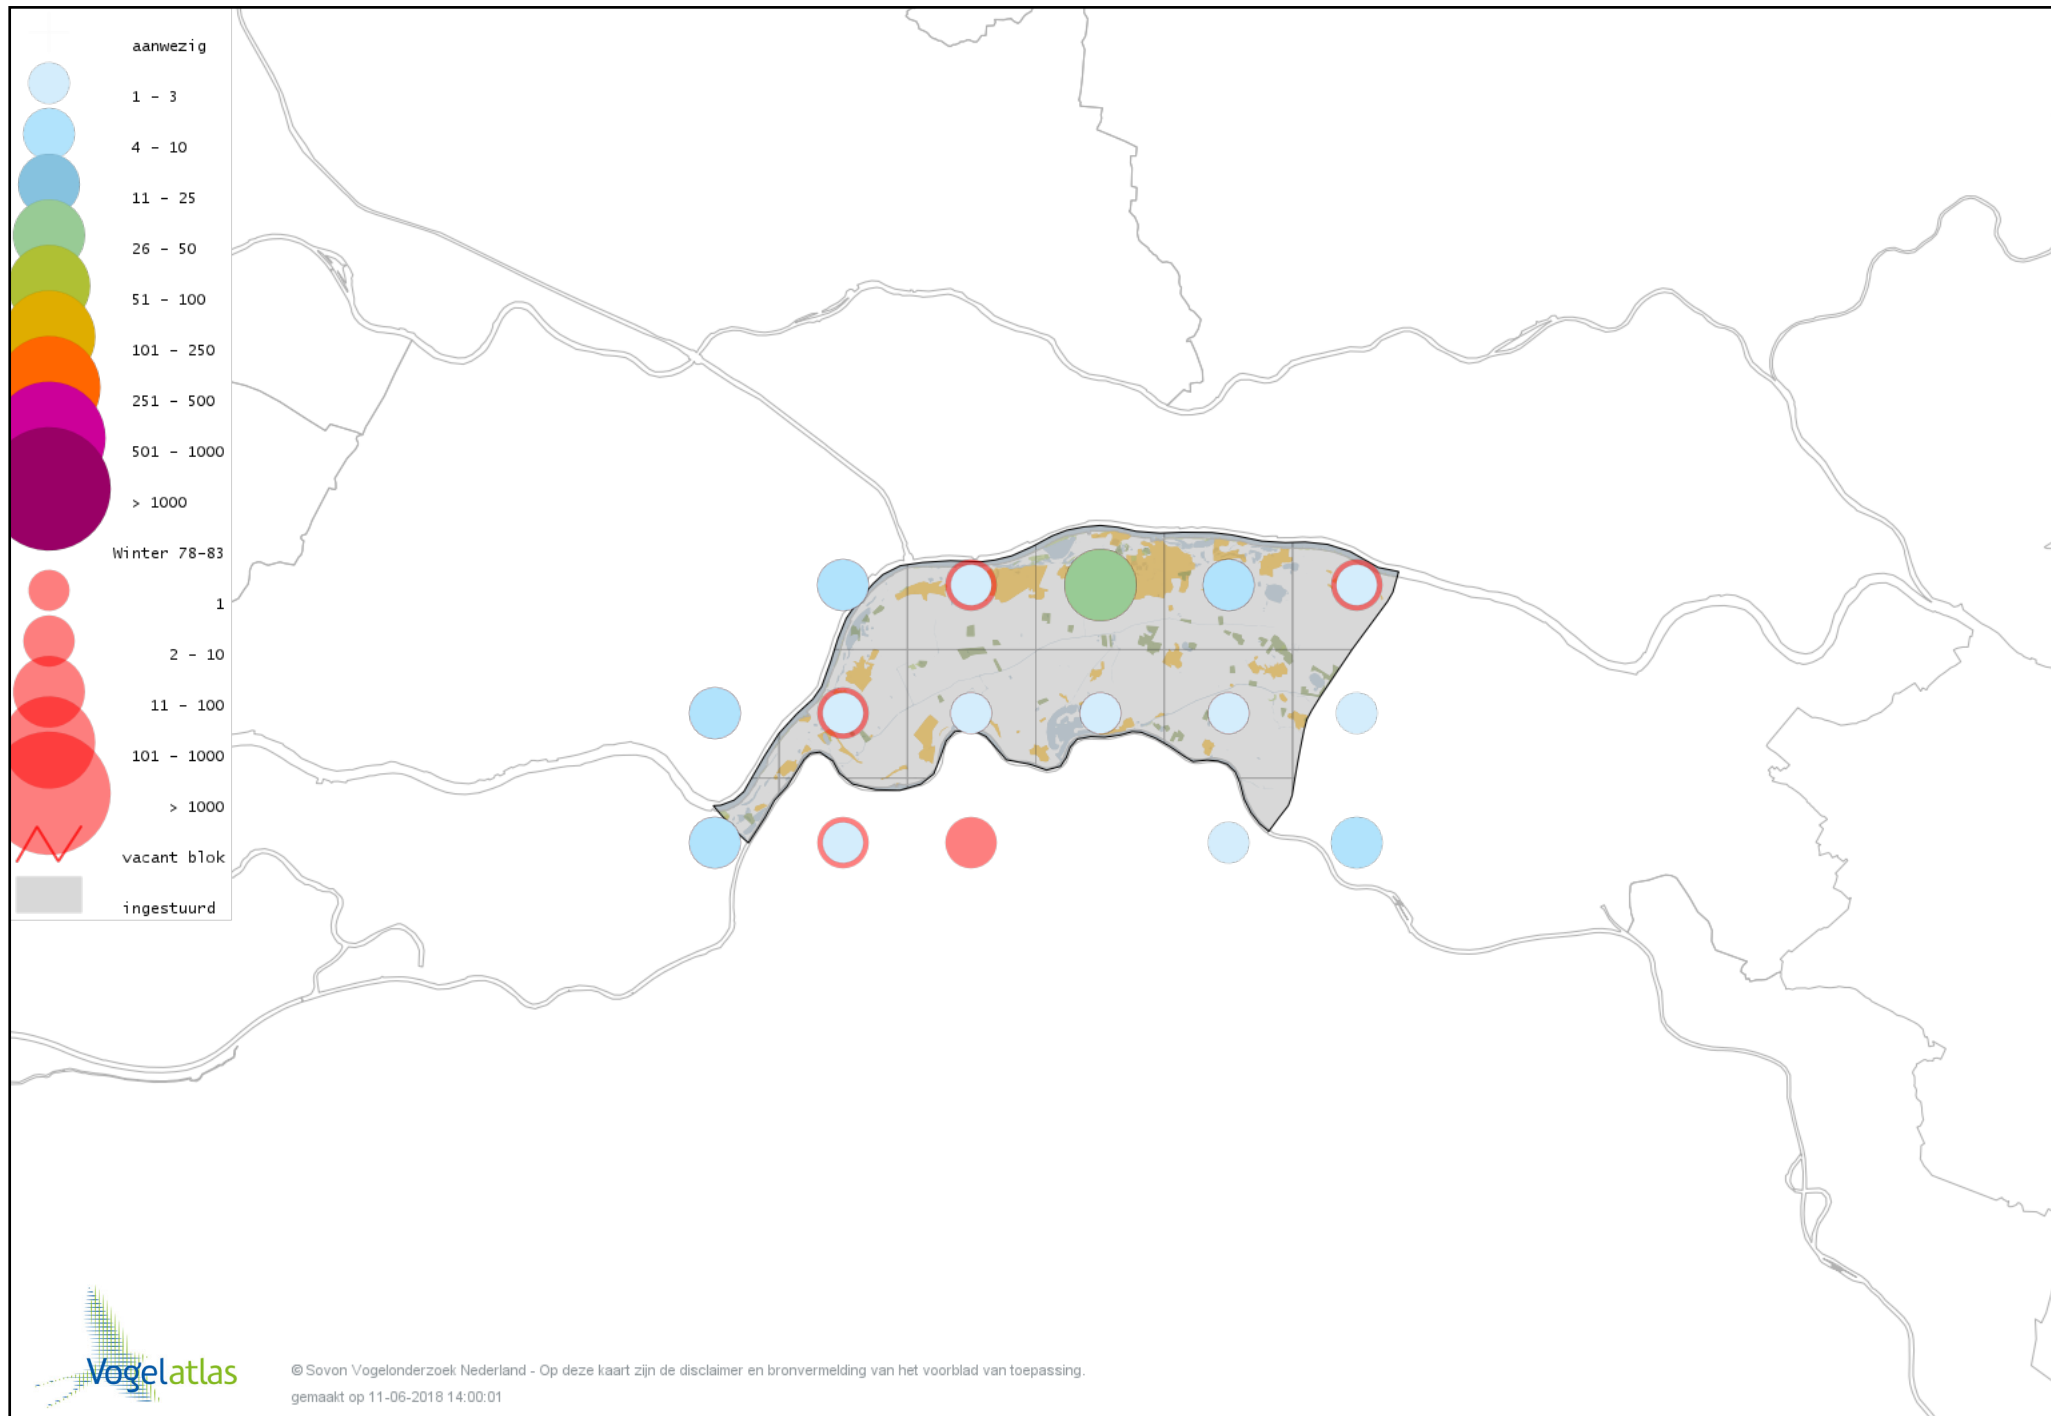 aanwezig
1 - 3
4 - 10
11 - 25
26 - 50
51 - 100
101 - 250
251 - 500
501 - 1000
> 1000
Winter 78-83
1
2 - 10
11 - 100
101 - 1000
> 1000
vacant blok
ingestuurd
Vogelatlas
© Sovon Vogelonderzoek Nederland - Op deze kaart zijn de disclaimer en bronvermelding van het voorblad van toepassing.
gemaakt op 11-06-2018 14:00:01